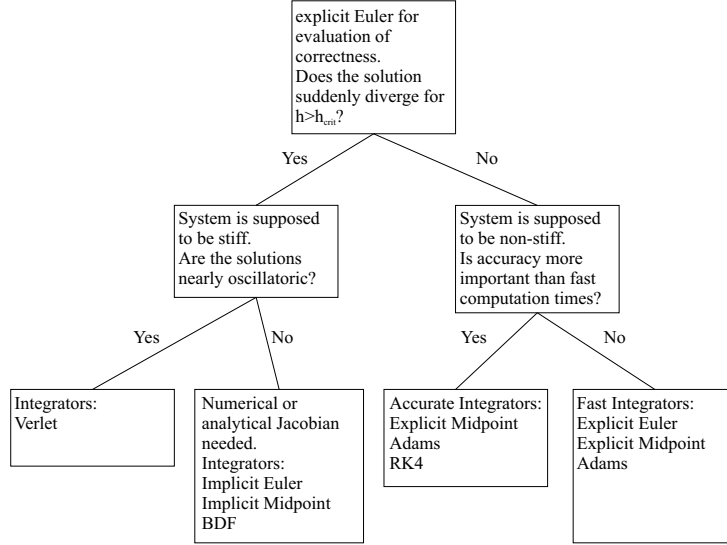 explicit Euler for
evaluation of
correctness.
Does the solution
suddenly diverge for
h>h_crit?
Yes
No
System is supposed
to be stiff.
Are the solutions
nearly oscillatoric?
System is supposed
to be non-stiff.
Is accuracy more
important than fast
computation times?
Yes
No
Yes
No
Integrators:
Verlet
Numerical or
analytical Jacobian
needed.
Integrators:
Implicit Euler
Implicit Midpoint
BDF
Accurate Integrators:
Explicit Midpoint
Adams
RK4
Fast Integrators:
Explicit Euler
Explicit Midpoint
Adams